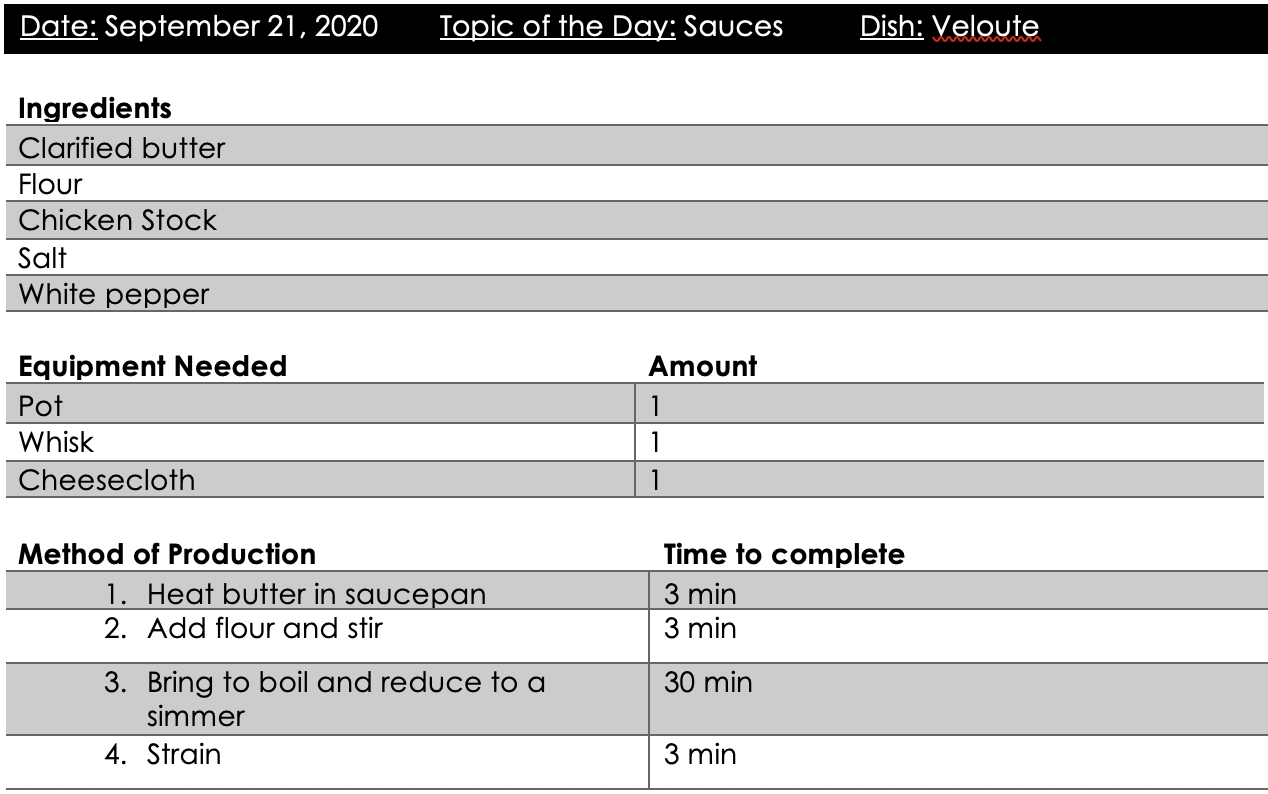 Date: September 21, 2020 Topic of the Day: Sauces Dish: Veloute
Ingredients
Clarified butter
Flour
Chicken Stock
Salt
White pepper
Equipment Needed Amount
Pot 1
Whisk 1
Cheesecloth 1
Method of Production Time to complete
1. Heat butter in saucepan 3 min
2. Add flour and stir 3 min
3. Bring to boil and reduce to a 30 min
simmer
4. Strain 3 min